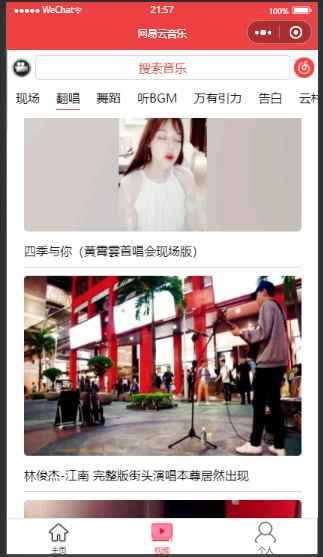 WeChat 21:57 100%
网易云音乐
搜索音乐
现场 翻唱 舞蹈 听BGM 万有引力 告白 云村
四季与你（黄霄雲首唱会现场版）
林俊杰-江南 完整版街头演唱本尊居然出现
主页 视频 个人